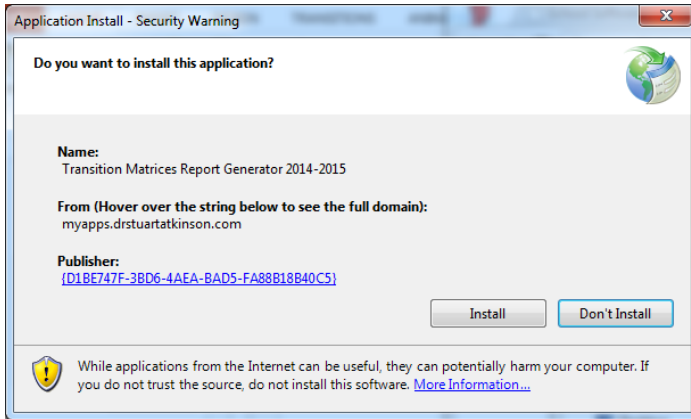 Application Install - Security Warning
Do you want to install this application?
Name:
Transition Matrices Report Generator 2014-2015
From (Hover over the string below to see the full domain):
myapps.drstuartatkinson.com
Publisher:
{D1BE747F-3BD6-4AEA-BAD5-FA88B18B40C5}
Install
Don't Install
While applications from the Internet can be useful, they can potentially harm your computer. If
you do not trust the source, do not install this software. More Information...